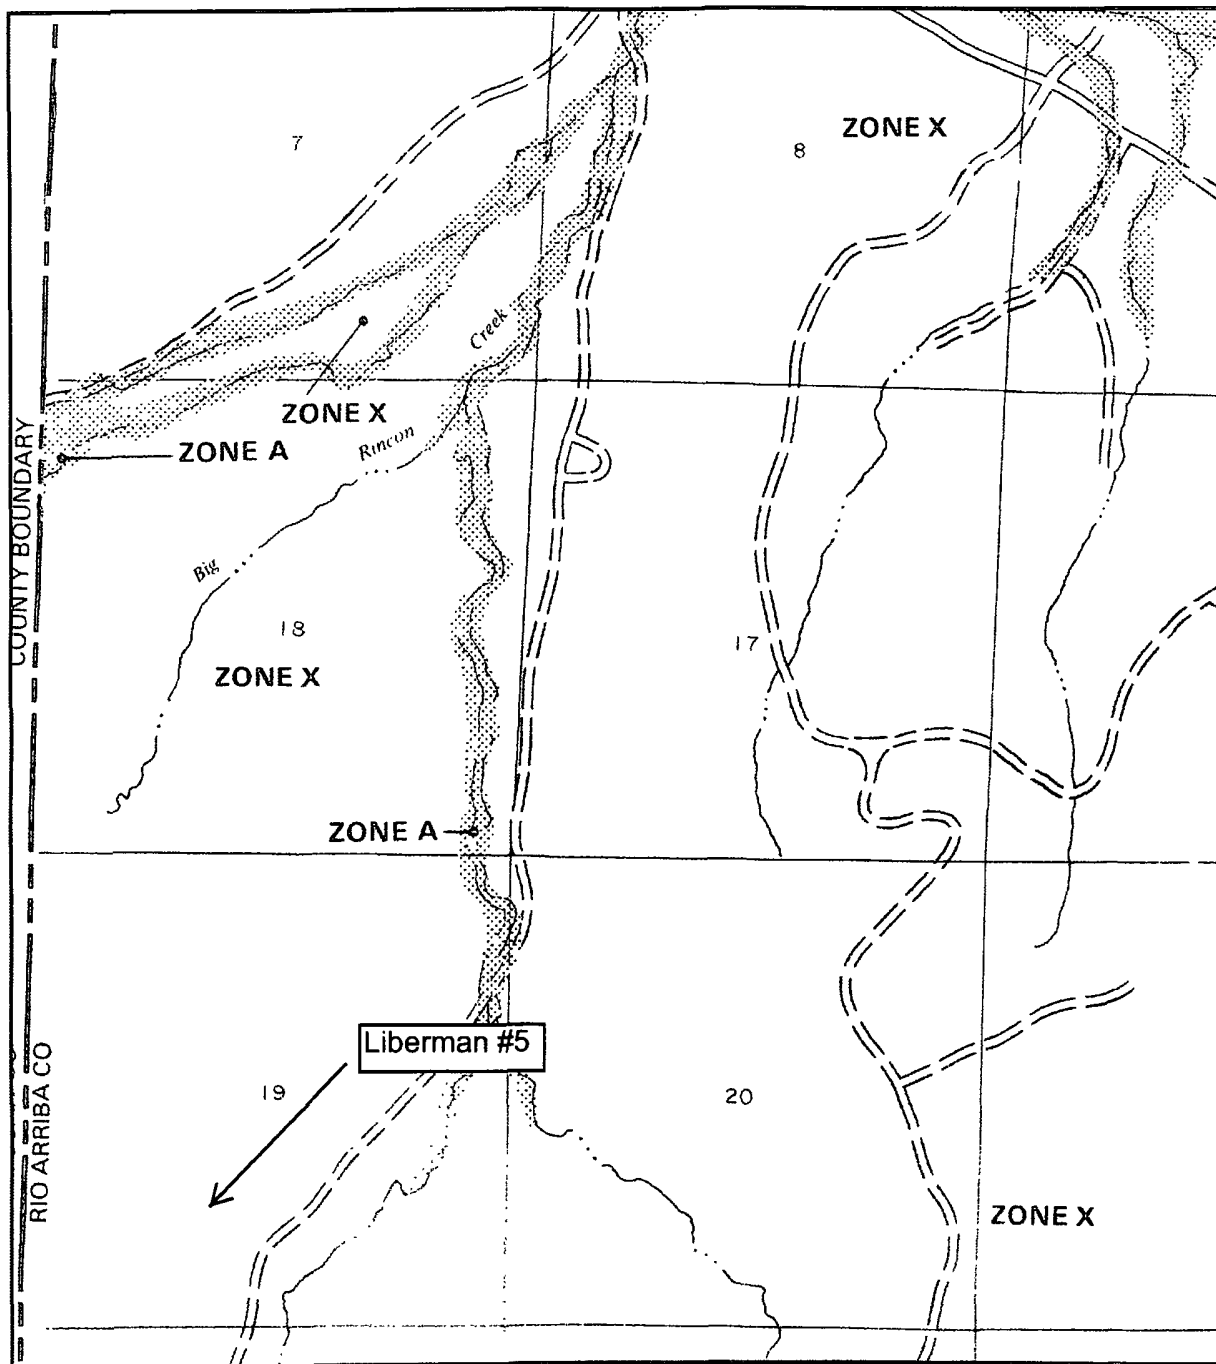 7
8
ZONE X
Creek
ZONE X
Rincon
ZONE A
COUNTY BOUNDARY
Big
18
ZONE X
17
ZONE A
Liberman #5
19
20
RIO ARRIBA CO
ZONE X